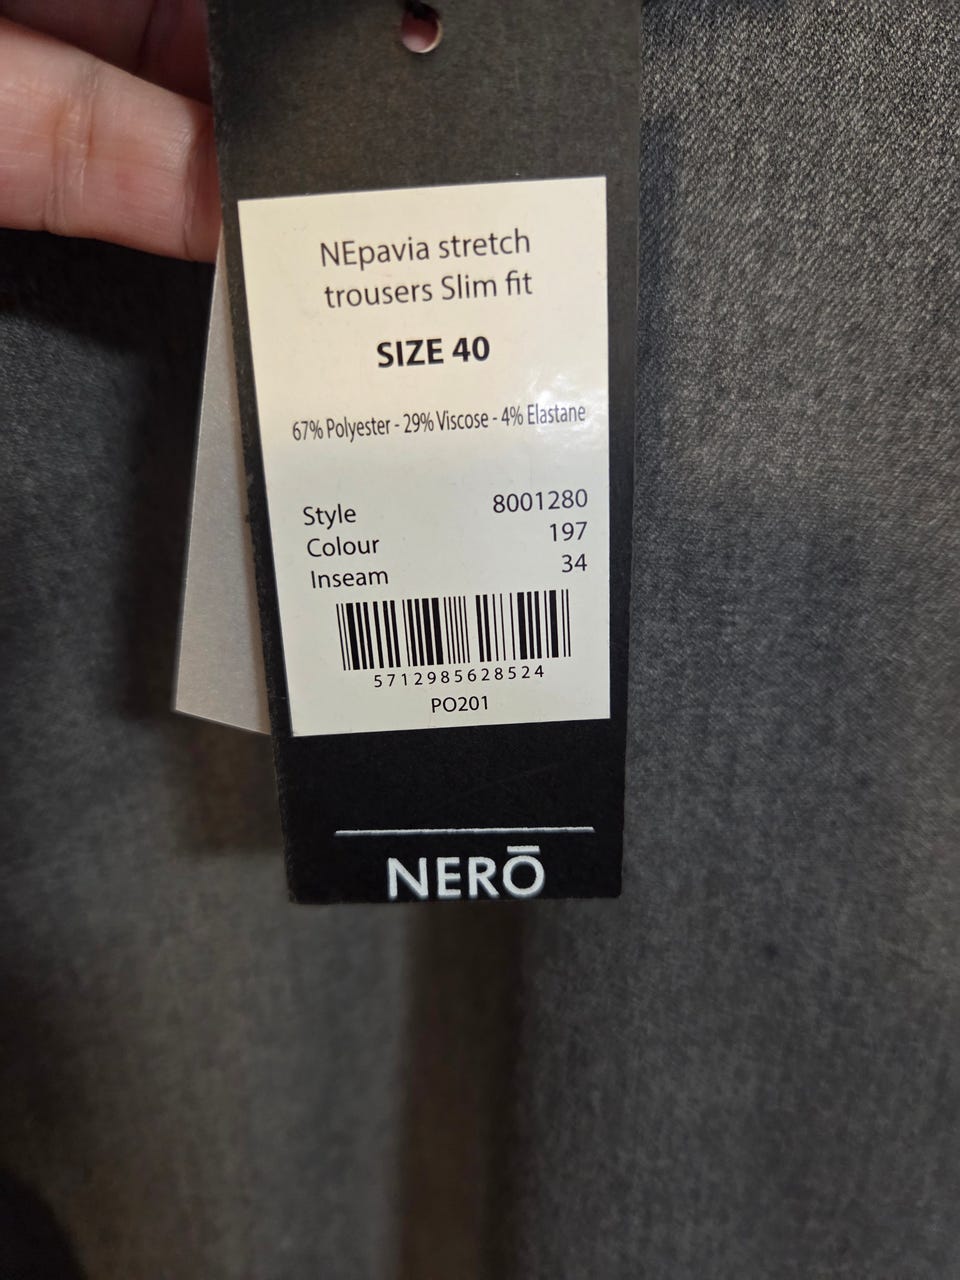 NEpavia stretch
trousers Slim fit
SIZE 40
67% Polyester - 29% Viscose - 4% Elastane
Style 8001280
Colour 197
Inseam 34
5712985628524
PO201
NERŌ